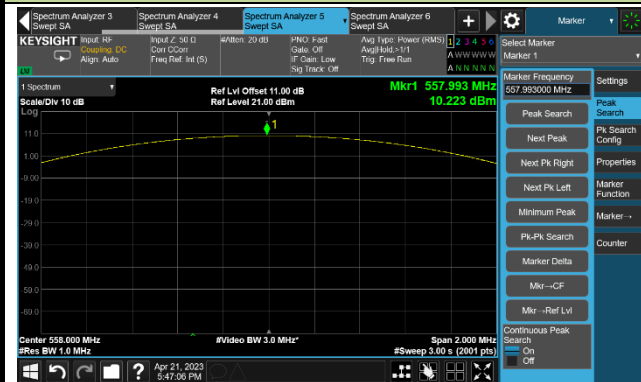 Spectrum Analyzer 3
Swept SA
Spectrum Analyzer 4
Swept SA
Spectrum Analyzer 5
Swept SA
Spectrum Analyzer 6
Swept SA
Marker
KEYSIGHT
Input: RF
Coupling: DC
Align: Auto
Input Z: 50 Ω
Corr CCorr
Freq Ref: Int (S)
#Atten: 20 dB
PNO: Fast
Gate: Off
IF Gain: Low
Sig Track: Off
Avg Type: Power (RMS)
Avg|Hold:>1/1
Trig: Free Run
1 2 3 4 5 6
A W W W W W
A N N N N N
LXI
Select Marker
Marker 1
1 Spectrum
Scale/Div 10 dB
Log
Ref Lvl Offset 11.00 dB
Ref Level 21.00 dBm
Mkr1 557.993 MHz
10.223 dBm
1
11.0
1.00
-9.00
-19.0
-29.0
-39.0
-49.0
-59.0
-69.0
Center 558.000 MHz
#Res BW 1.0 MHz
#Video BW 3.0 MHz*
Span 2.000 MHz
#Sweep 3.00 s (2001 pts)
Marker Frequency
557.993000 MHz
Peak Search
Next Peak
Next Pk Right
Next Pk Left
Minimum Peak
Pk-Pk Search
Marker Delta
Mkr→CF
Mkr→Ref Lvl
Continuous Peak
Search
On
Off
Settings
Peak
Search
Pk Search
Config
Properties
Marker
Function
Marker→
Counter
Apr 21, 2023
5:47:06 PM